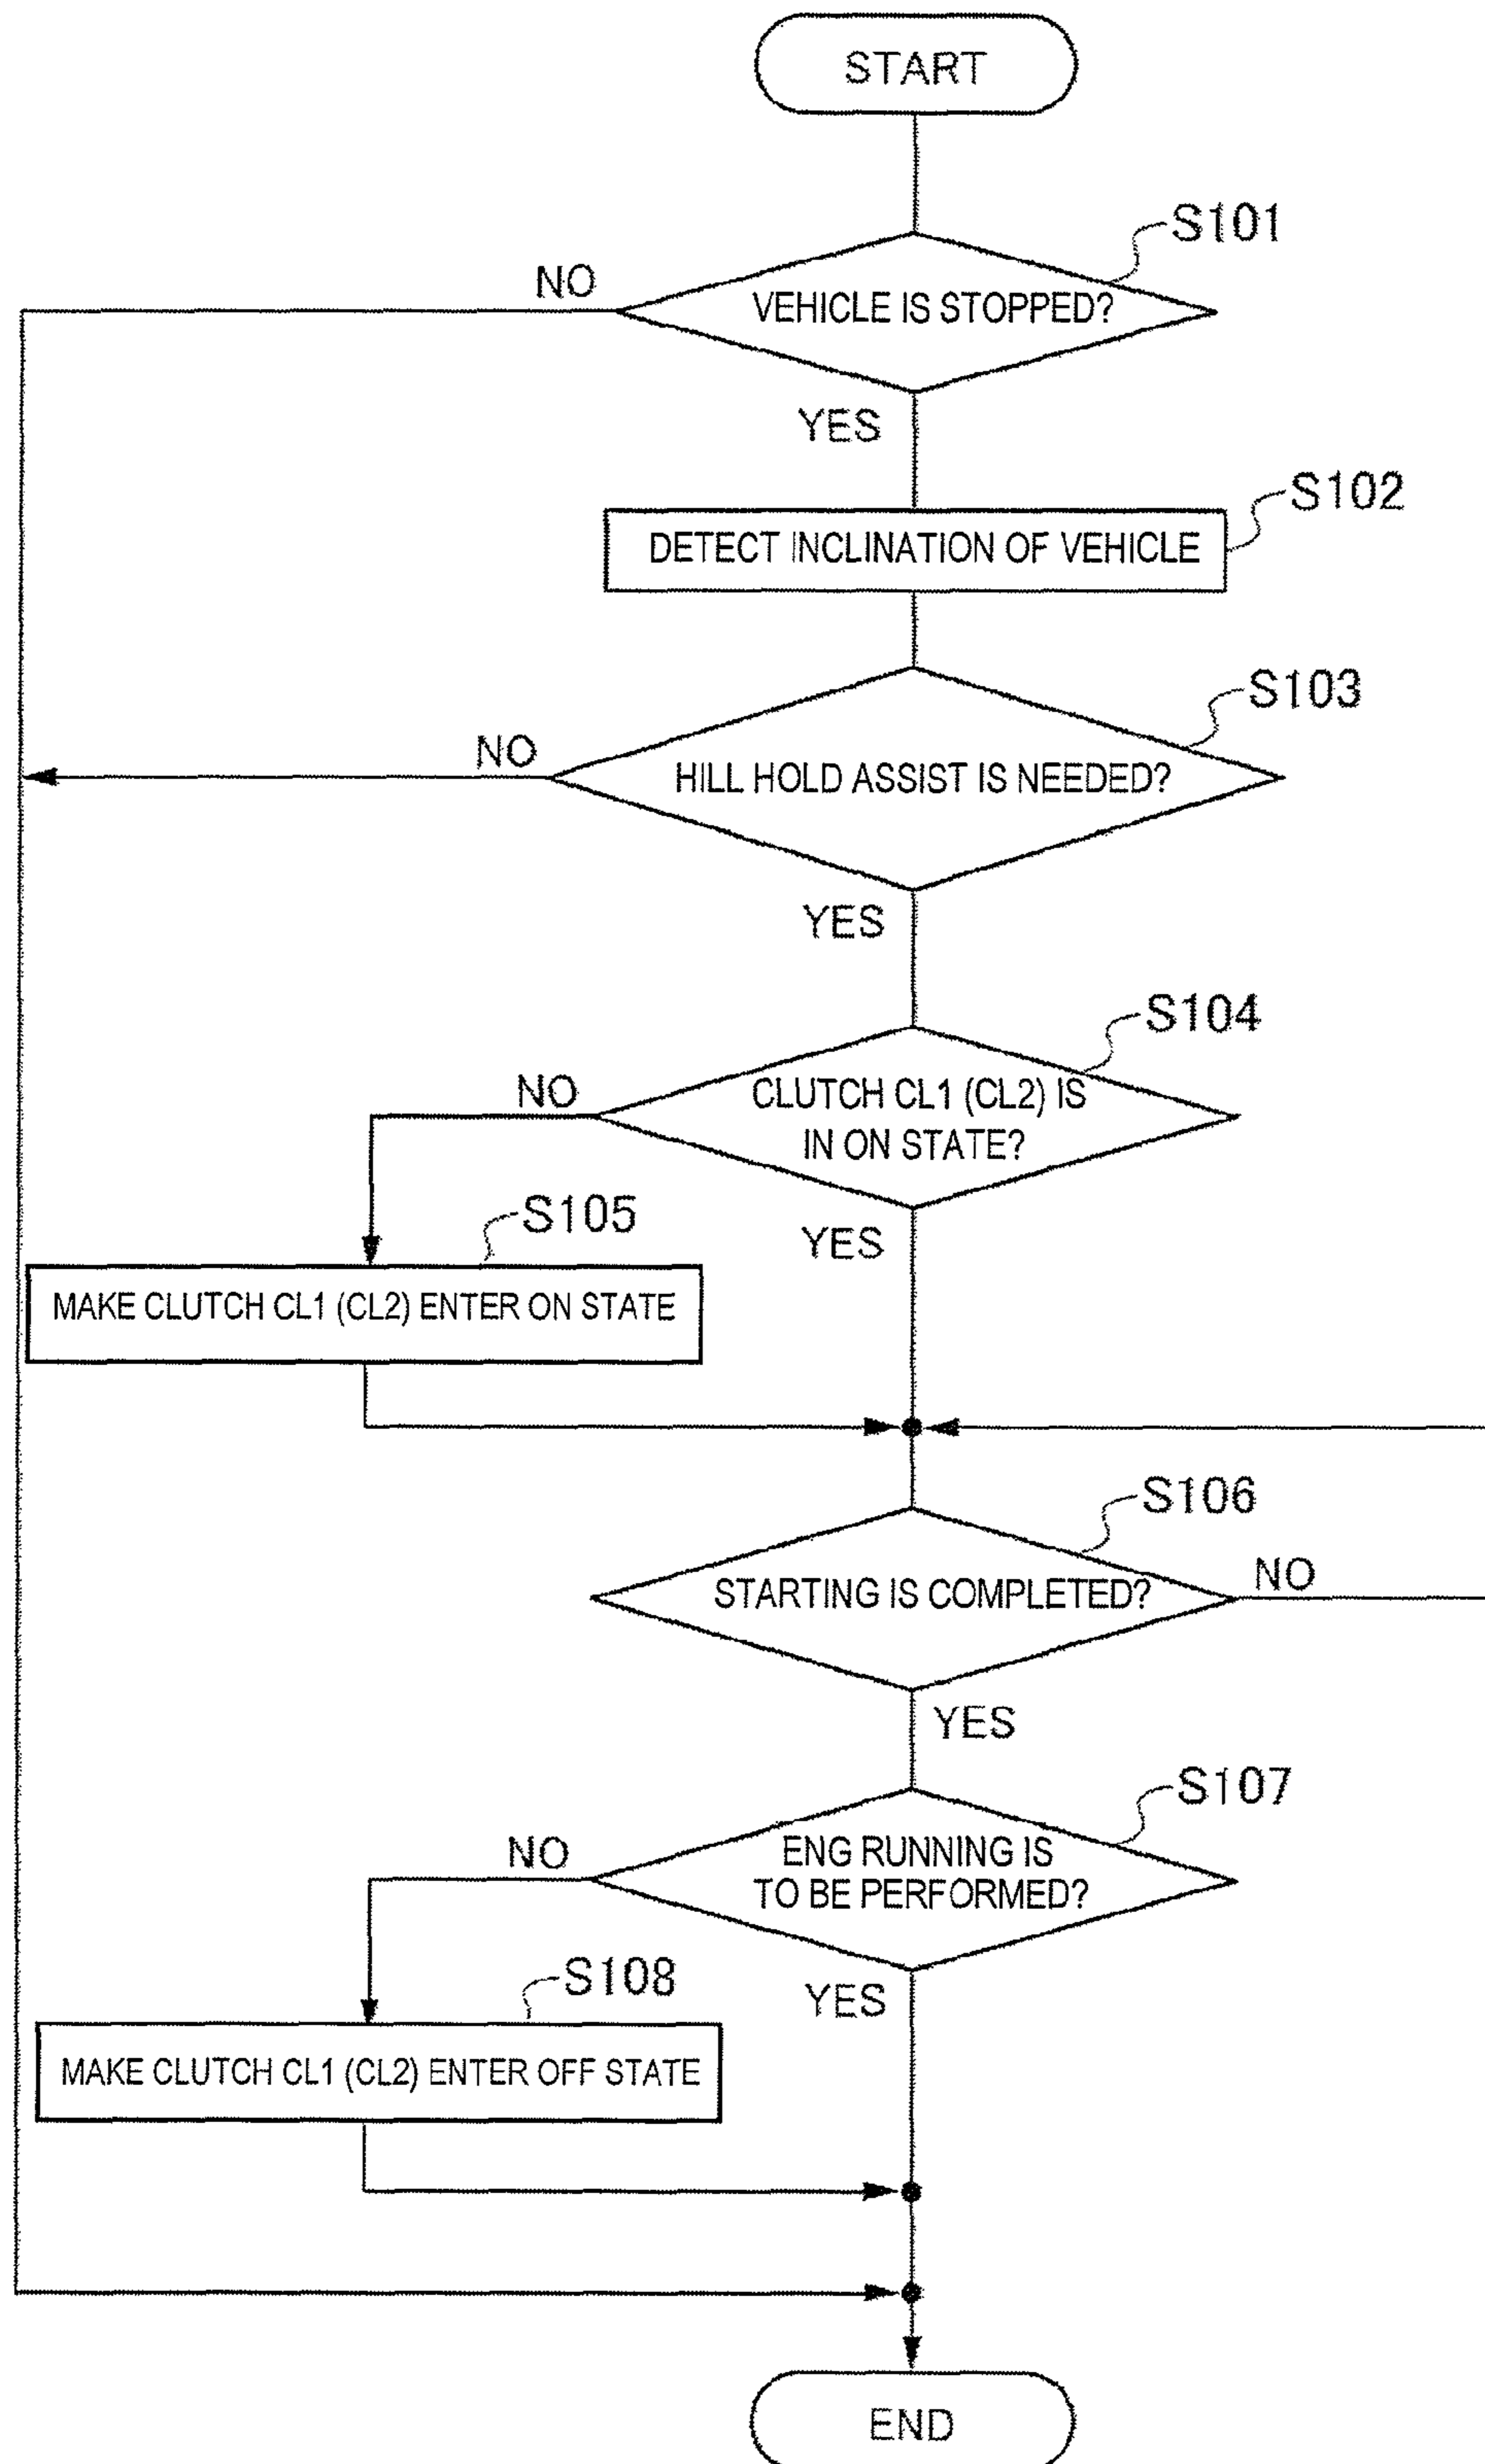 START
S101
NO
VEHICLE IS STOPPED?
YES
S102
DETECT INCLINATION OF VEHICLE
S103
NO
HILL HOLD ASSIST IS NEEDED?
YES
S104
NO
CLUTCH CL1 (CL2) IS
IN ON STATE?
YES
S105
MAKE CLUTCH CL1 (CL2) ENTER ON STATE
S106
STARTING IS COMPLETED?
NO
YES
S107
NO
ENG RUNNING IS
TO BE PERFORMED?
YES
S108
MAKE CLUTCH CL1 (CL2) ENTER OFF STATE
END